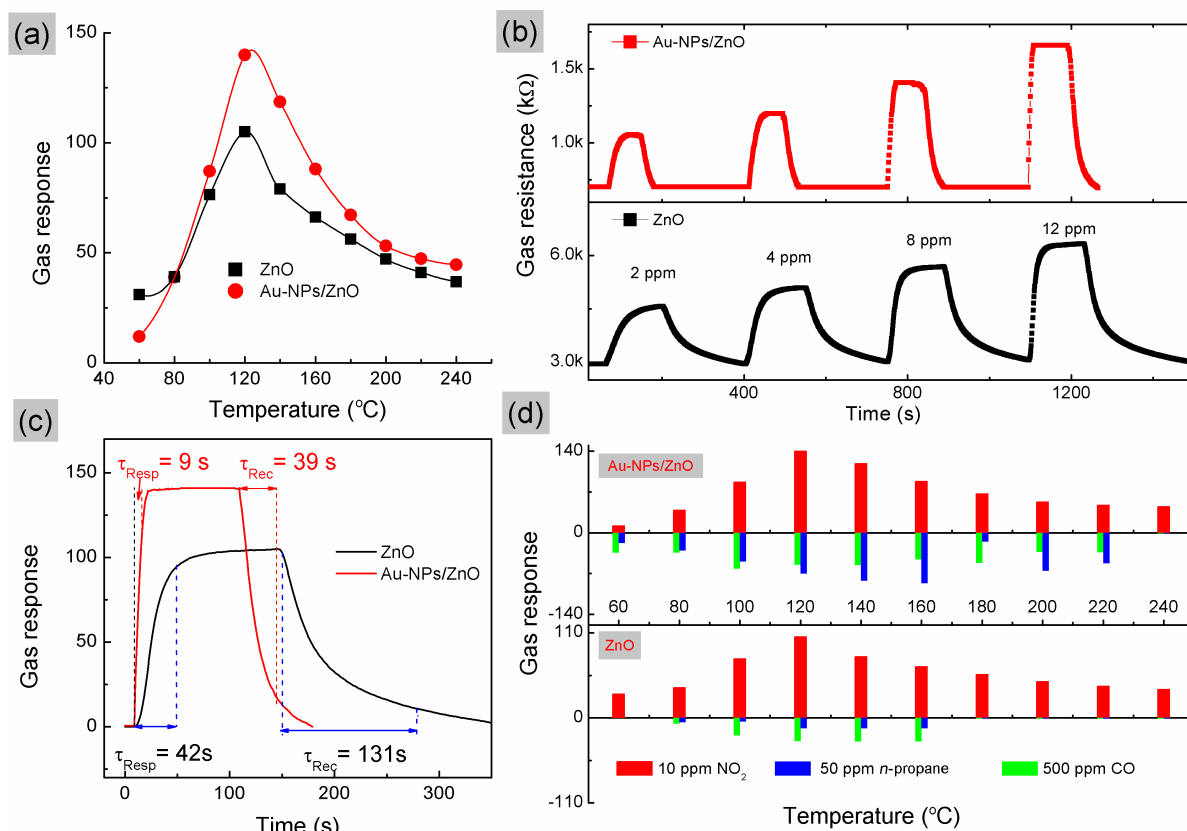 (a)
150
100
50
0
Gas response
ZnO
Au-NPs/ZnO
40 80 120 160 200 240
Temperature (°C)
(b)
Au-NPs/ZnO
1.5k
1.0k
Gas resistance (kΩ)
ZnO
6.0k
3.0k
2 ppm
4 ppm
8 ppm
12 ppm
400 800 1200
Time (s)
(c)
τResp = 9 s
τRec = 39 s
150
100
50
0
Gas response
ZnO
Au-NPs/ZnO
τResp = 42s
τRec = 131s
0 100 200 300
Time (s)
(d)
140
Au-NPs/ZnO
0
-140
60 80 100 120 140 160 180 200 220 240
Gas response
110
ZnO
0
10 ppm NO2
50 ppm n-propane
500 ppm CO
-110
Temperature (°C)